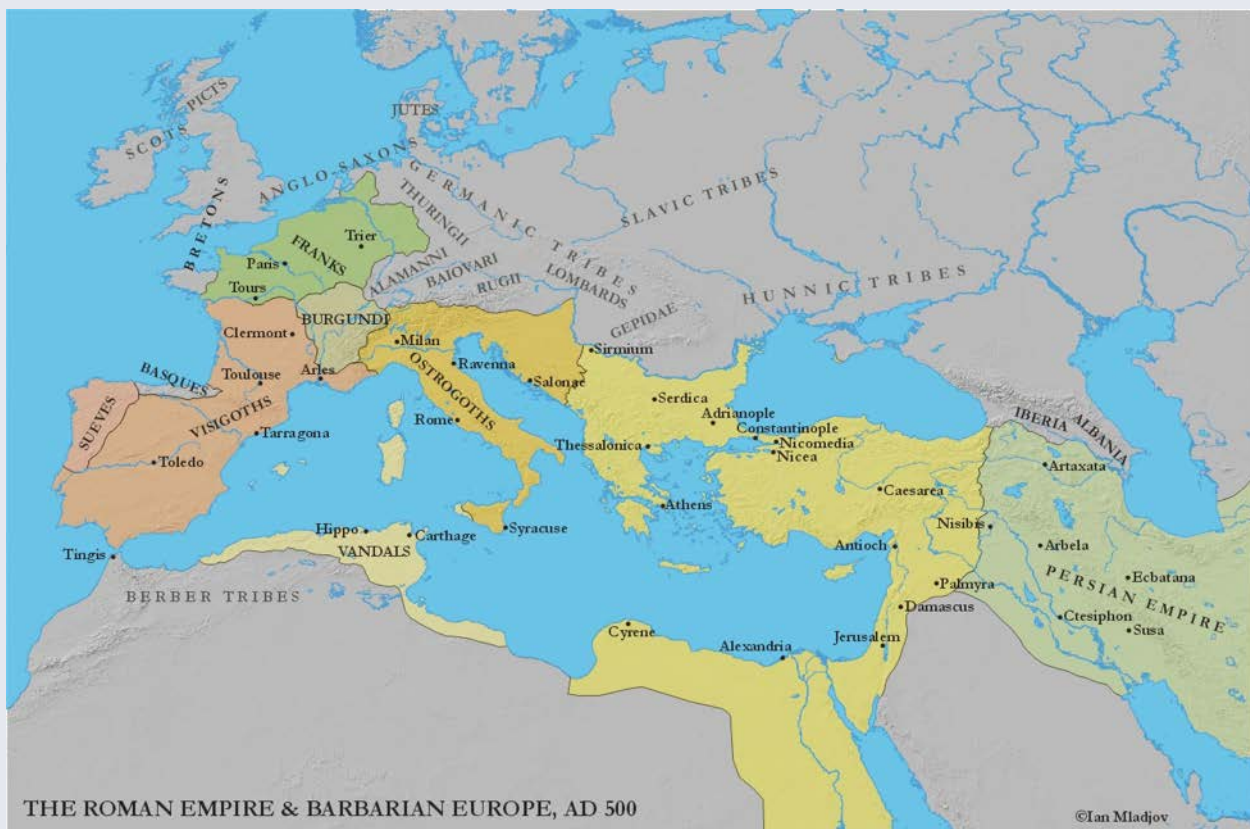 SCOTS
PICTS
JUTES
ANGLO-SAXONS
BRETONS
GERMANIC TRIBES
THURINGII
SLAVIC TRIBES
FRANKS
Trier
Paris
Tours
ALAMANNI
BAIOVARI
RUGII
LOMBARDS
GEPIDAE
HUNNIC TRIBES
BURGUNDI
Clermont
Milan
Sirmium
OSTROGOTHS
Ravenna
Salonae
BASQUES
Toulouse
Arles
SUEVES
VISIGOTHS
Tarragona
Toledo
Rome
Serdica
Adrianople
Constantinople
Thessalonica
Nicomedia
Nicea
IBERIA
ALBANIA
Artaxata
Caesarea
Athens
Nisibis
Syracuse
Hippo
Carthage
VANDALS
Tingis
BERBER TRIBES
Antioch
Arbela
Ecbatana
PERSIAN EMPIRE
Palmyra
Damascus
Ctesiphon
Susa
Cyrene
Alexandria
Jerusalem
THE ROMAN EMPIRE & BARBARIAN EUROPE, AD 500
©Ian Mladjov